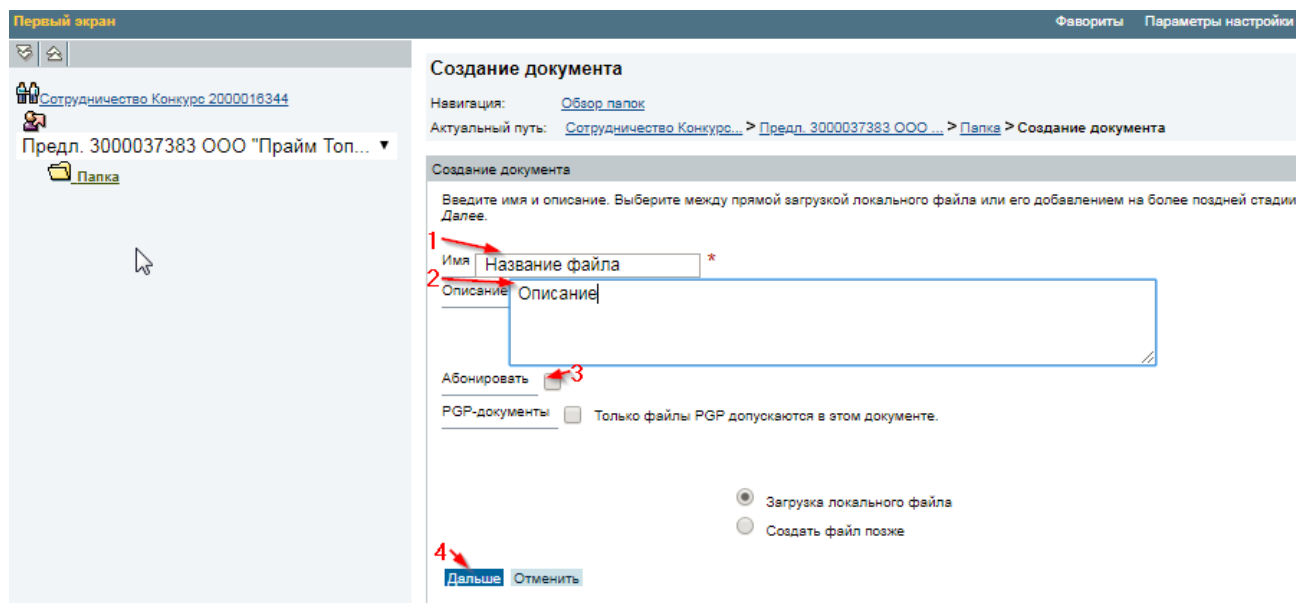 Первый экран
Фавориты Параметры настройки
Сотрудничество Конкурс 2000016344
Предл. 3000037383 ООО "Прайм Топ... ▼
Папка
Создание документа
Навигация: Обзор папок
Актуальный путь: Сотрудничество Конкурс... > Предл. 3000037383 ООО ... > Папка > Создание документа
Создание документа
Введите имя и описание. Выберите между прямой загрузкой локального файла или его добавлением на более поздней стадии
Далее.
1
Имя Название файла *
2
Описание Описание
Абонировать 3
PGP-документы Только файлы PGP допускаются в этом документе.
Загрузка локального файла
Создать файл позже
4
Дальше Отменить